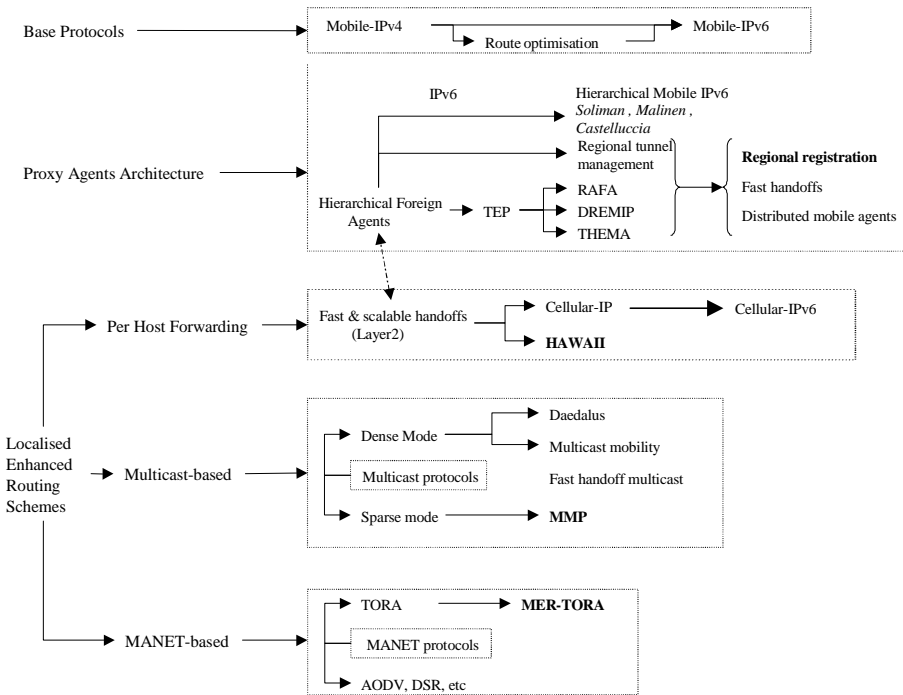 Base Protocols
Mobile-IPv4
Mobile-IPv6
Route optimisation
Proxy Agents Architecture
IPv6
Hierarchical Mobile IPv6
Soliman , Malinen ,
Castelluccia
Regional tunnel
management
Hierarchical Foreign
Agents
TEP
RAFA
DREMIP
THEMA
Regional registration
Fast handoffs
Distributed mobile agents
Localised
Enhanced
Routing
Schemes
Per Host Forwarding
Fast & scalable handoffs
(Layer2)
Cellular-IP
Cellular-IPv6
HAWAII
Multicast-based
Dense Mode
Daedalus
Multicast mobility
Multicast protocols
Fast handoff multicast
Sparse mode
MMP
MANET-based
TORA
MER-TORA
MANET protocols
AODV, DSR, etc